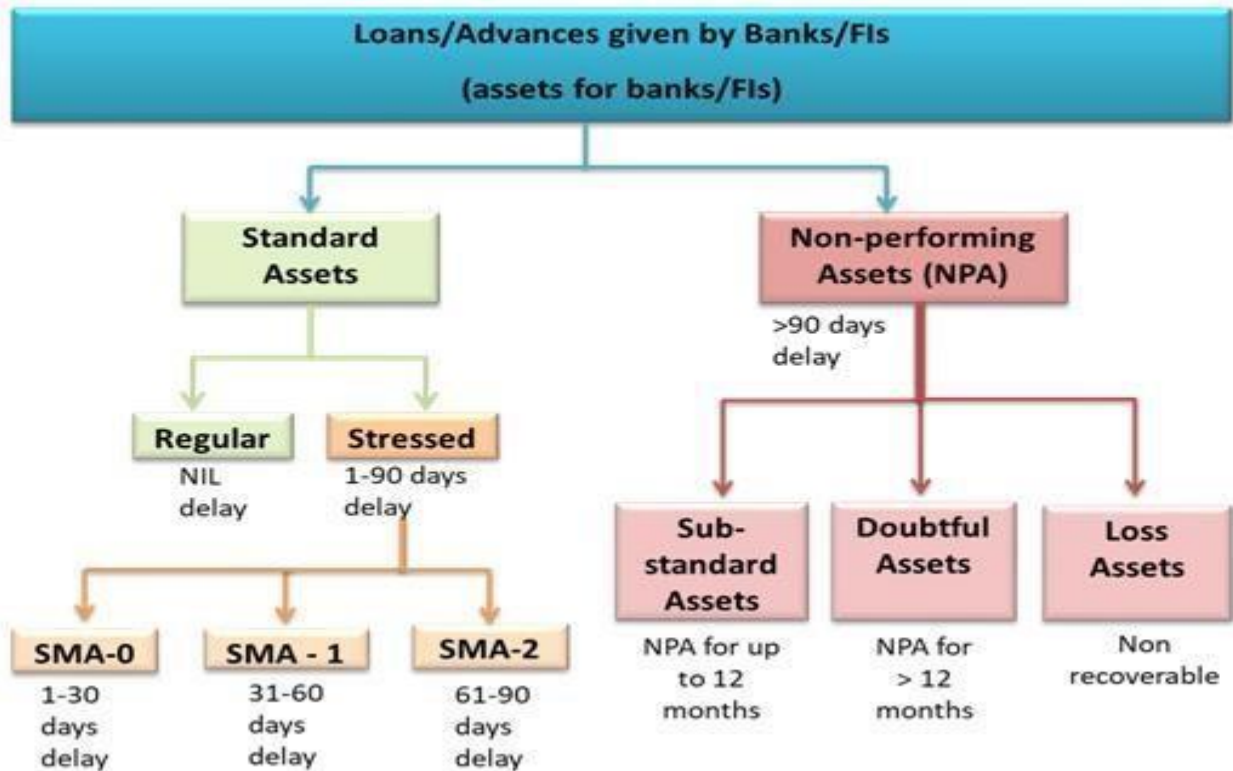 Loans/Advances given by Banks/FIs
(assets for banks/FIs)
Standard
Assets
Non-performing
Assets (NPA)
>90 days
delay
Regular
NIL
delay
Stressed
1-90 days
delay
Sub-
standard
Assets
NPA for up
to 12
months
Doubtful
Assets
NPA for
> 12
months
Loss
Assets
Non
recoverable
SMA-0
1-30
days
delay
SMA - 1
31-60
days
delay
SMA-2
61-90
days
delay